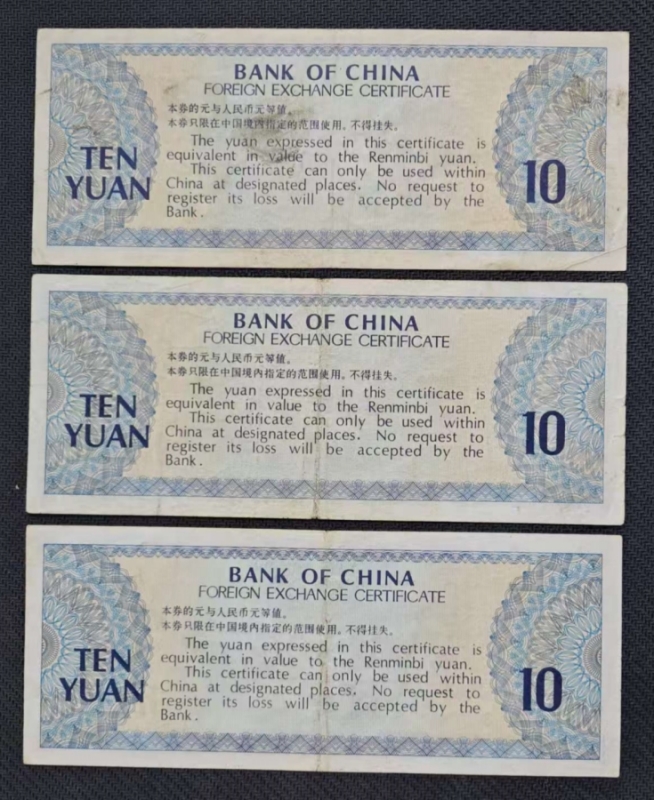 BANK OF CHINA
FOREIGN EXCHANGE CERTIFICATE
本券的元与人民币元等值。
本券只限在中国境内指定的范围使用。不得挂失。
TEN
YUAN
The yuan expressed in this certificate is
equivalent in value to the Renminbi yuan.
This certificate can only be used within
China at designated places. No request to
register its loss will be accepted by the
Bank.
10
BANK OF CHINA
FOREIGN EXCHANGE CERTIFICATE
本券的元与人民币元等值。
本券只限在中国境内指定的范围使用。不得挂失。
TEN
YUAN
The yuan expressed in this certificate is
equivalent in value to the Renminbi yuan.
This certificate can only be used within
China at designated places. No request to
register its loss will be accepted by the
Bank.
10
BANK OF CHINA
FOREIGN EXCHANGE CERTIFICATE
本券的元与人民币元等值。
本券只限在中国境内指定的范围使用。不得挂失。
TEN
YUAN
The yuan expressed in this certificate is
equivalent in value to the Renminbi yuan.
This certificate can only be used within
China at designated places. No request to
register its loss will be accepted by the
Bank.
10